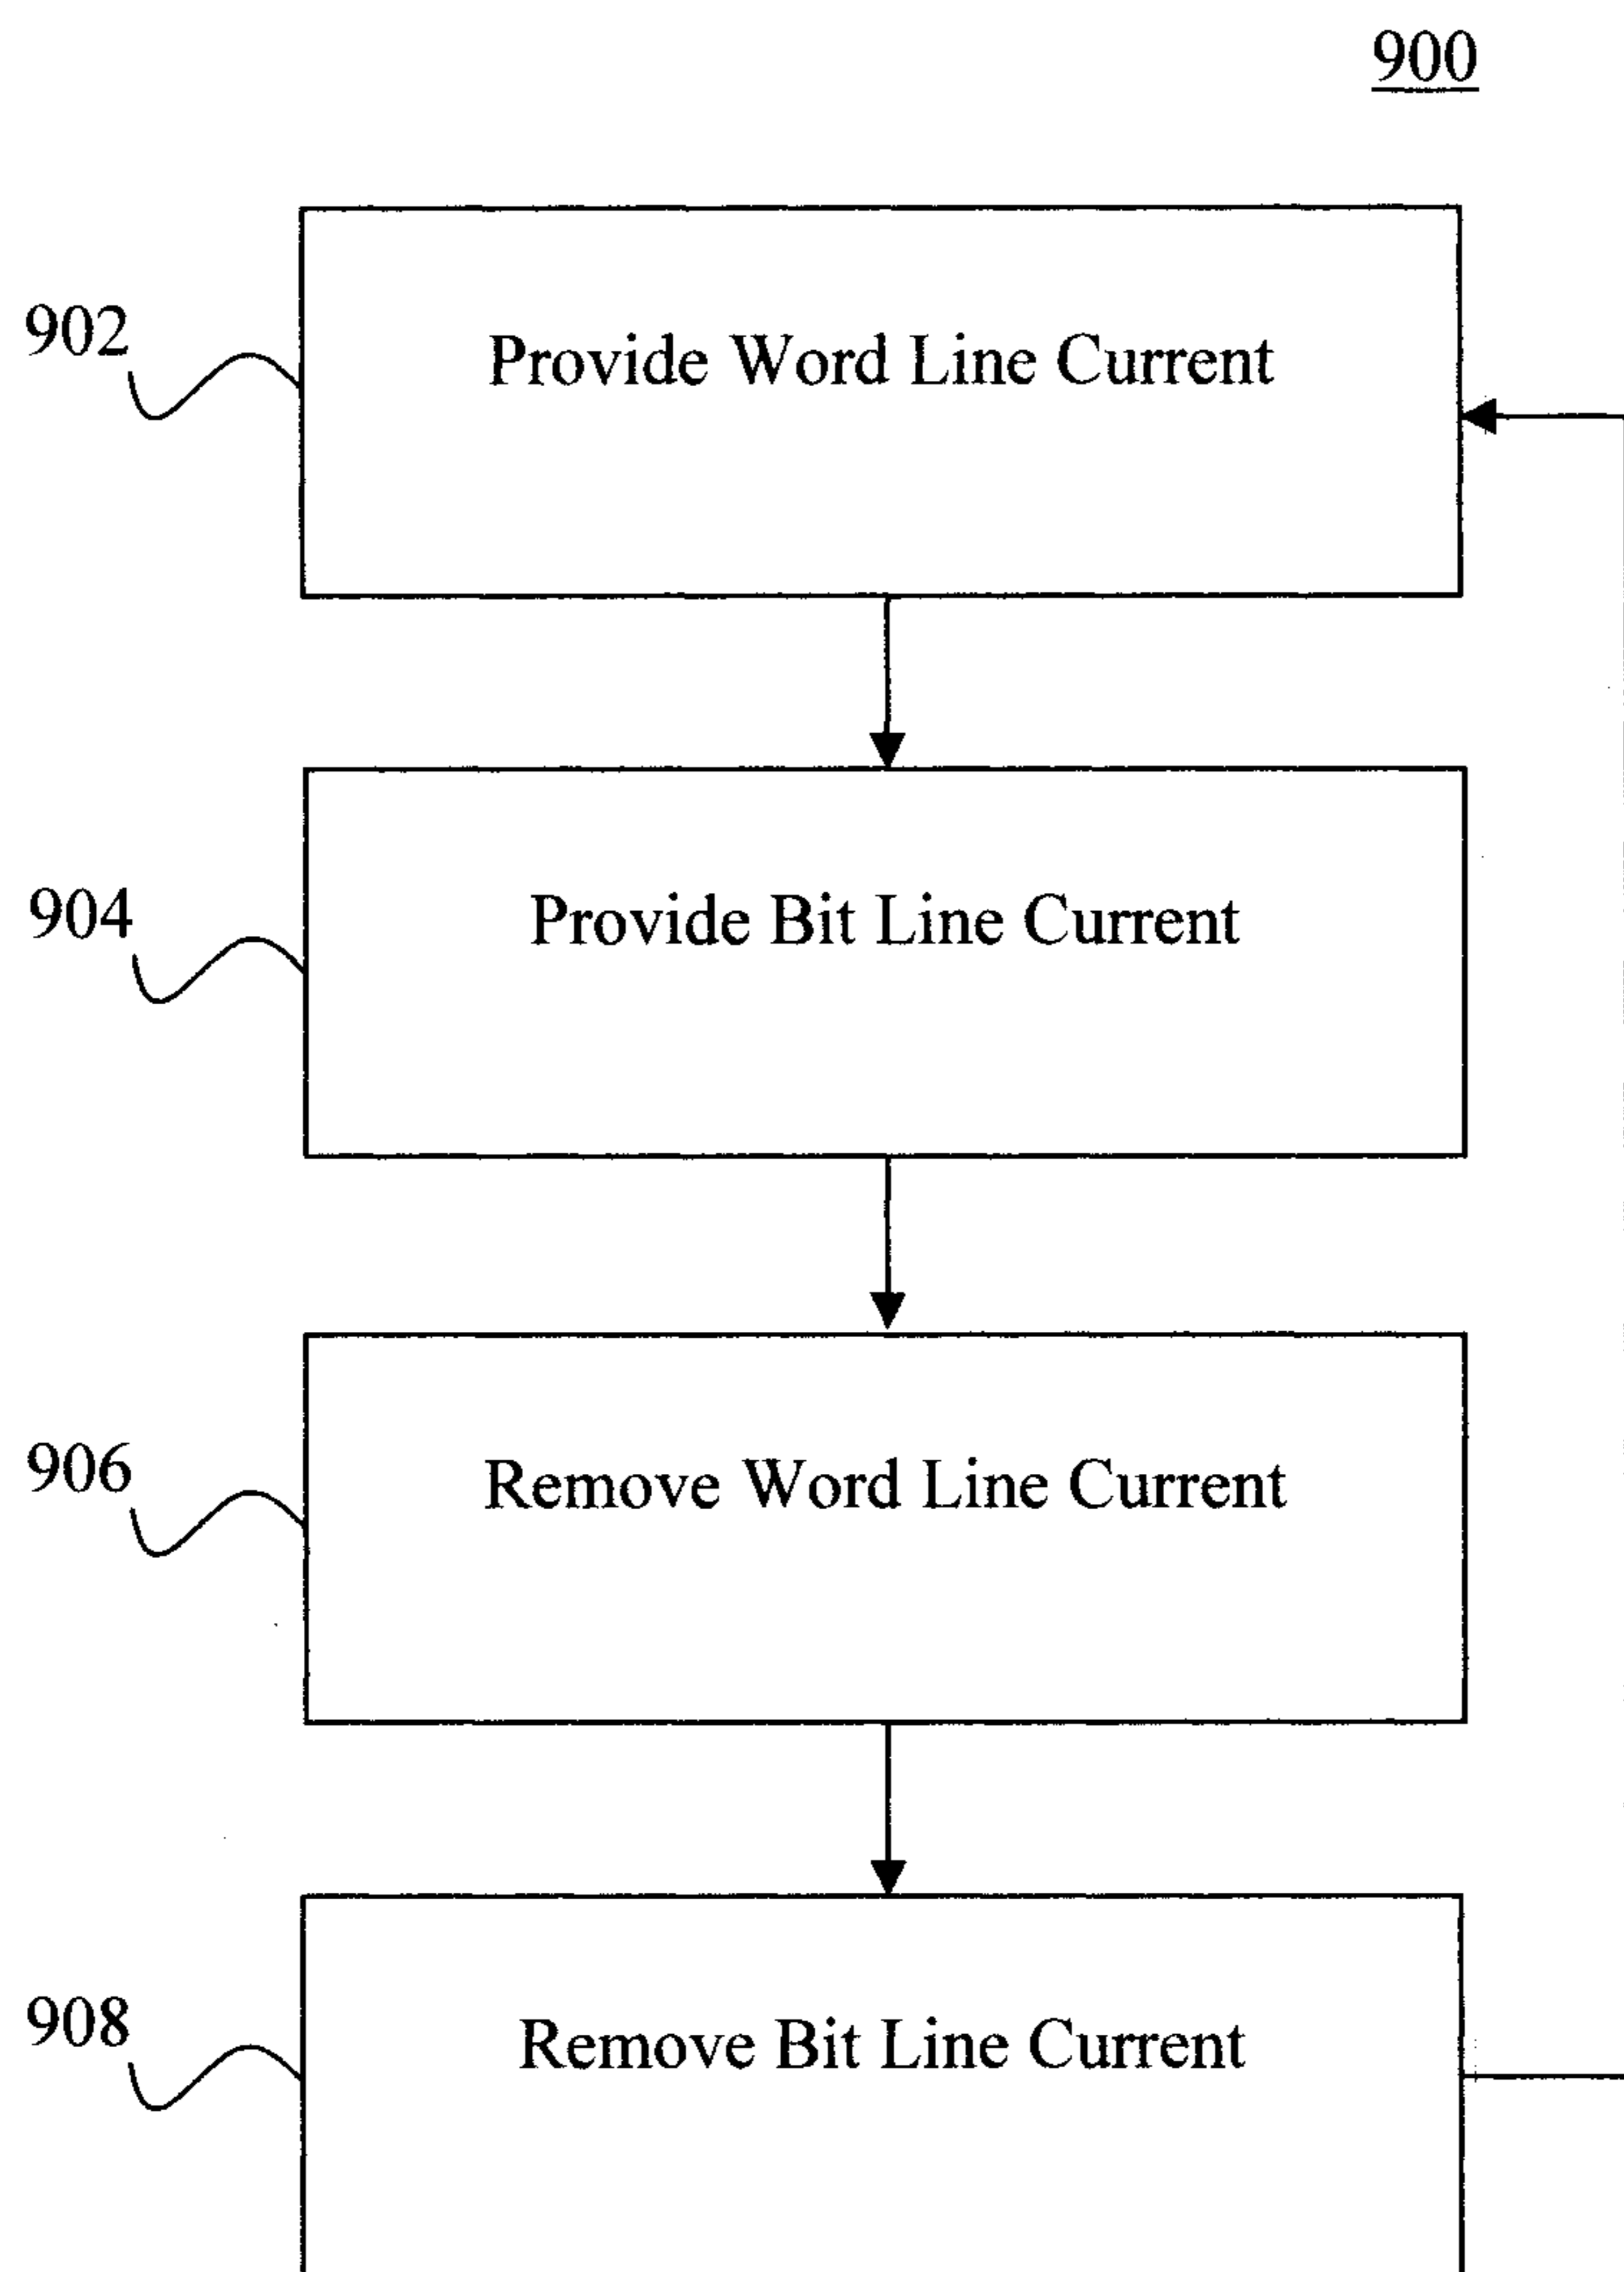 900
902
Provide Word Line Current
904
Provide Bit Line Current
906
Remove Word Line Current
908
Remove Bit Line Current